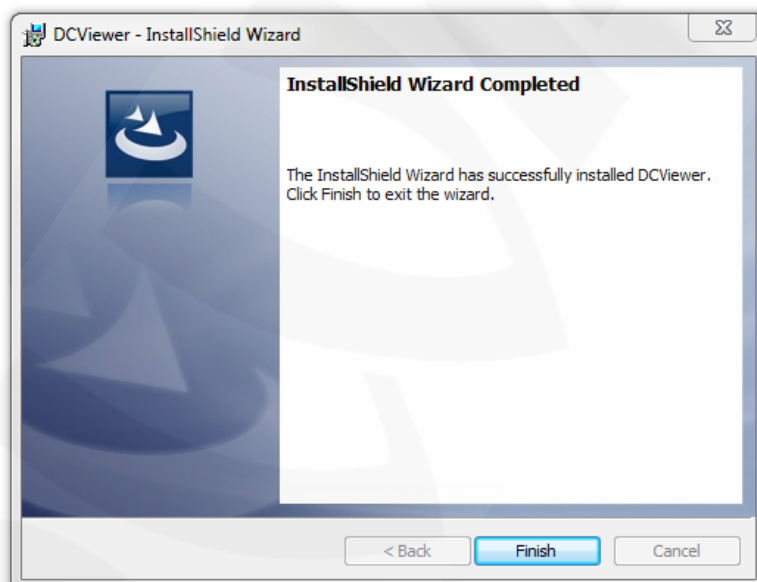 DCViewer - InstallShield Wizard
InstallShield Wizard Completed
The InstallShield Wizard has successfully installed DCViewer.
Click Finish to exit the wizard.
< Back
Finish
Cancel